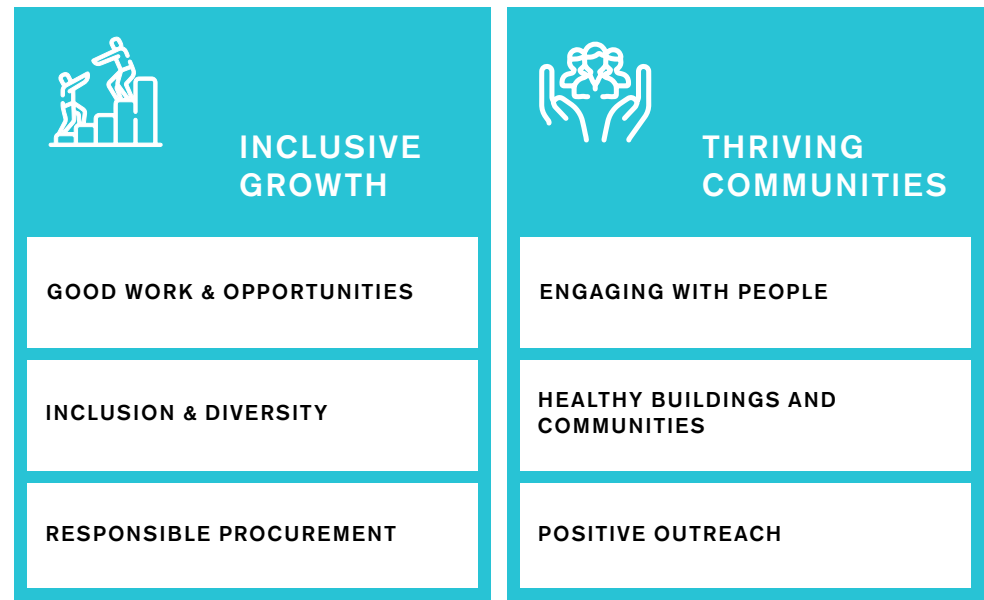 INCLUSIVE
GROWTH
GOOD WORK & OPPORTUNITIES
INCLUSION & DIVERSITY
RESPONSIBLE PROCUREMENT
THRIVING
COMMUNITIES
ENGAGING WITH PEOPLE
HEALTHY BUILDINGS AND
COMMUNITIES
POSITIVE OUTREACH